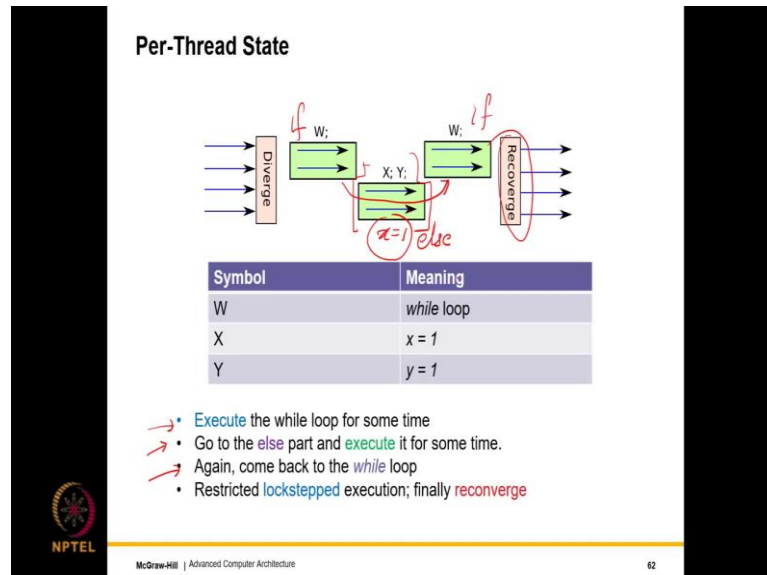 Per-Thread State
if
if
W;
W;
Diverge
X; Y;
Recoverge
x=1
else
Symbol Meaning
W while loop
X x = 1
Y y = 1
• Execute the while loop for some time
• Go to the else part and execute it for some time.
• Again, come back to the while loop
• Restricted lockstepped execution; finally reconverge
NPTEL
McGraw-Hill | Advanced Computer Architecture 62